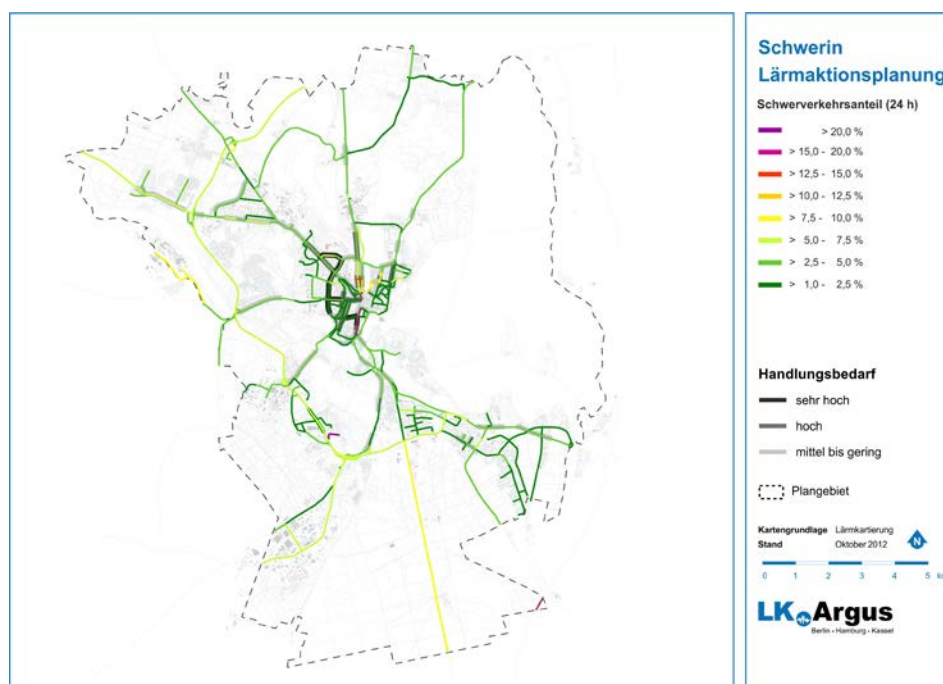 Schwerin
Lärmaktionsplanung
Schwerverkehrsanteil (24 h)
> 20,0 %
> 15,0 - 20,0 %
> 12,5 - 15,0 %
> 10,0 - 12,5 %
> 7,5 - 10,0 %
> 5,0 - 7,5 %
> 2,5 - 5,0 %
> 1,0 - 2,5 %
Handlungsbedarf
sehr hoch
hoch
mittel bis gering
Plangebiet
Kartengrundlage Lärmkartierung
Stand Oktober 2012
N
0 1 2 3 4 5 k
LK Argus
Berlin • Hamburg • Kassel